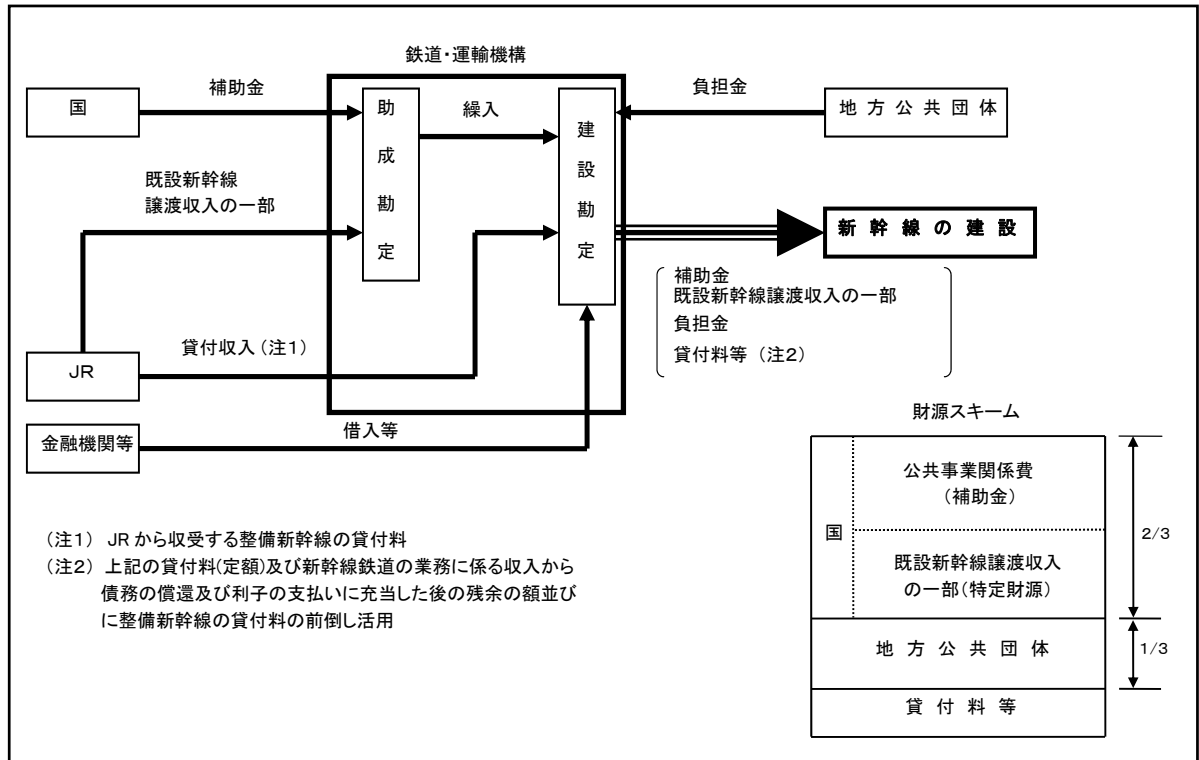 鉄道・運輸機構
国
補助金
助成勘定
繰入
建設勘定
負担金
地方公共団体
既設新幹線
譲渡収入の一部
新幹線の建設
補助金
既設新幹線譲渡収入の一部
負担金
貸付料等（注２）
JR
貸付収入（注１）
金融機関等
借入等
（注１） JRから収受する整備新幹線の貸付料
（注２） 上記の貸付料(定額)及び新幹線鉄道の業務に係る収入から
債務の償還及び利子の支払いに充当した後の残余の額並び
に整備新幹線の貸付料の前倒し活用
財源スキーム
国
公共事業関係費
（補助金）
既設新幹線譲渡収入
の一部（特定財源）
2/3
地方公共団体
1/3
貸付料等